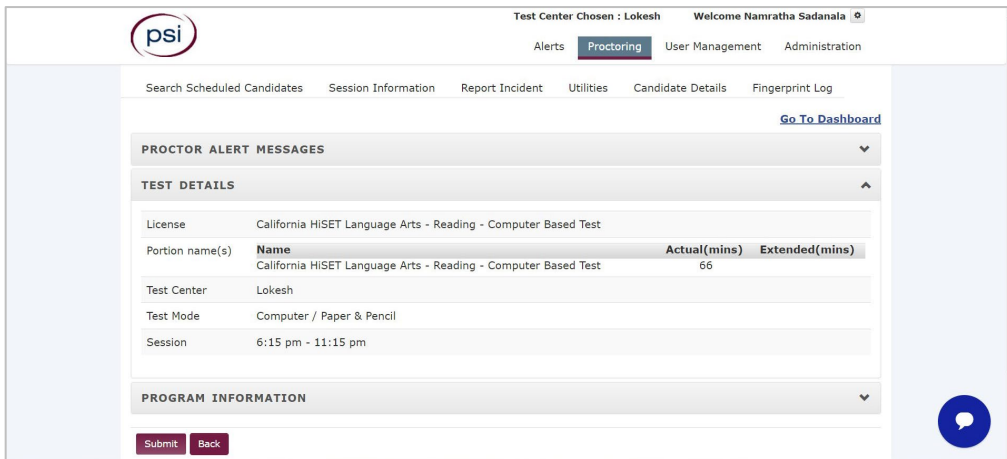 psi
Test Center Chosen : Lokesh Welcome Namratha Sadanala
Alerts Proctoring User Management Administration
Search Scheduled Candidates Session Information Report Incident Utilities Candidate Details Fingerprint Log
Go To Dashboard
PROCTOR ALERT MESSAGES
TEST DETAILS
License California HiSET Language Arts - Reading - Computer Based Test
Portion name(s) Name Actual(mins) Extended(mins)
California HiSET Language Arts - Reading - Computer Based Test 66
Test Center Lokesh
Test Mode Computer / Paper & Pencil
Session 6:15 pm - 11:15 pm
PROGRAM INFORMATION
Submit Back